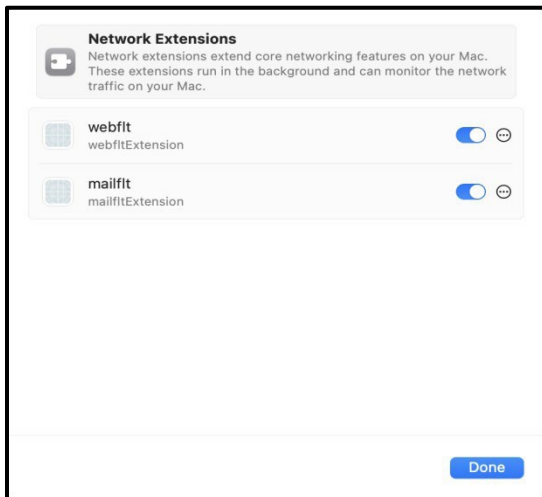 Network Extensions
Network extensions extend core networking features on your Mac.
These extensions run in the background and can monitor the network
traffic on your Mac.
webflt
webfltExtension
mailflt
mailfltExtension
Done